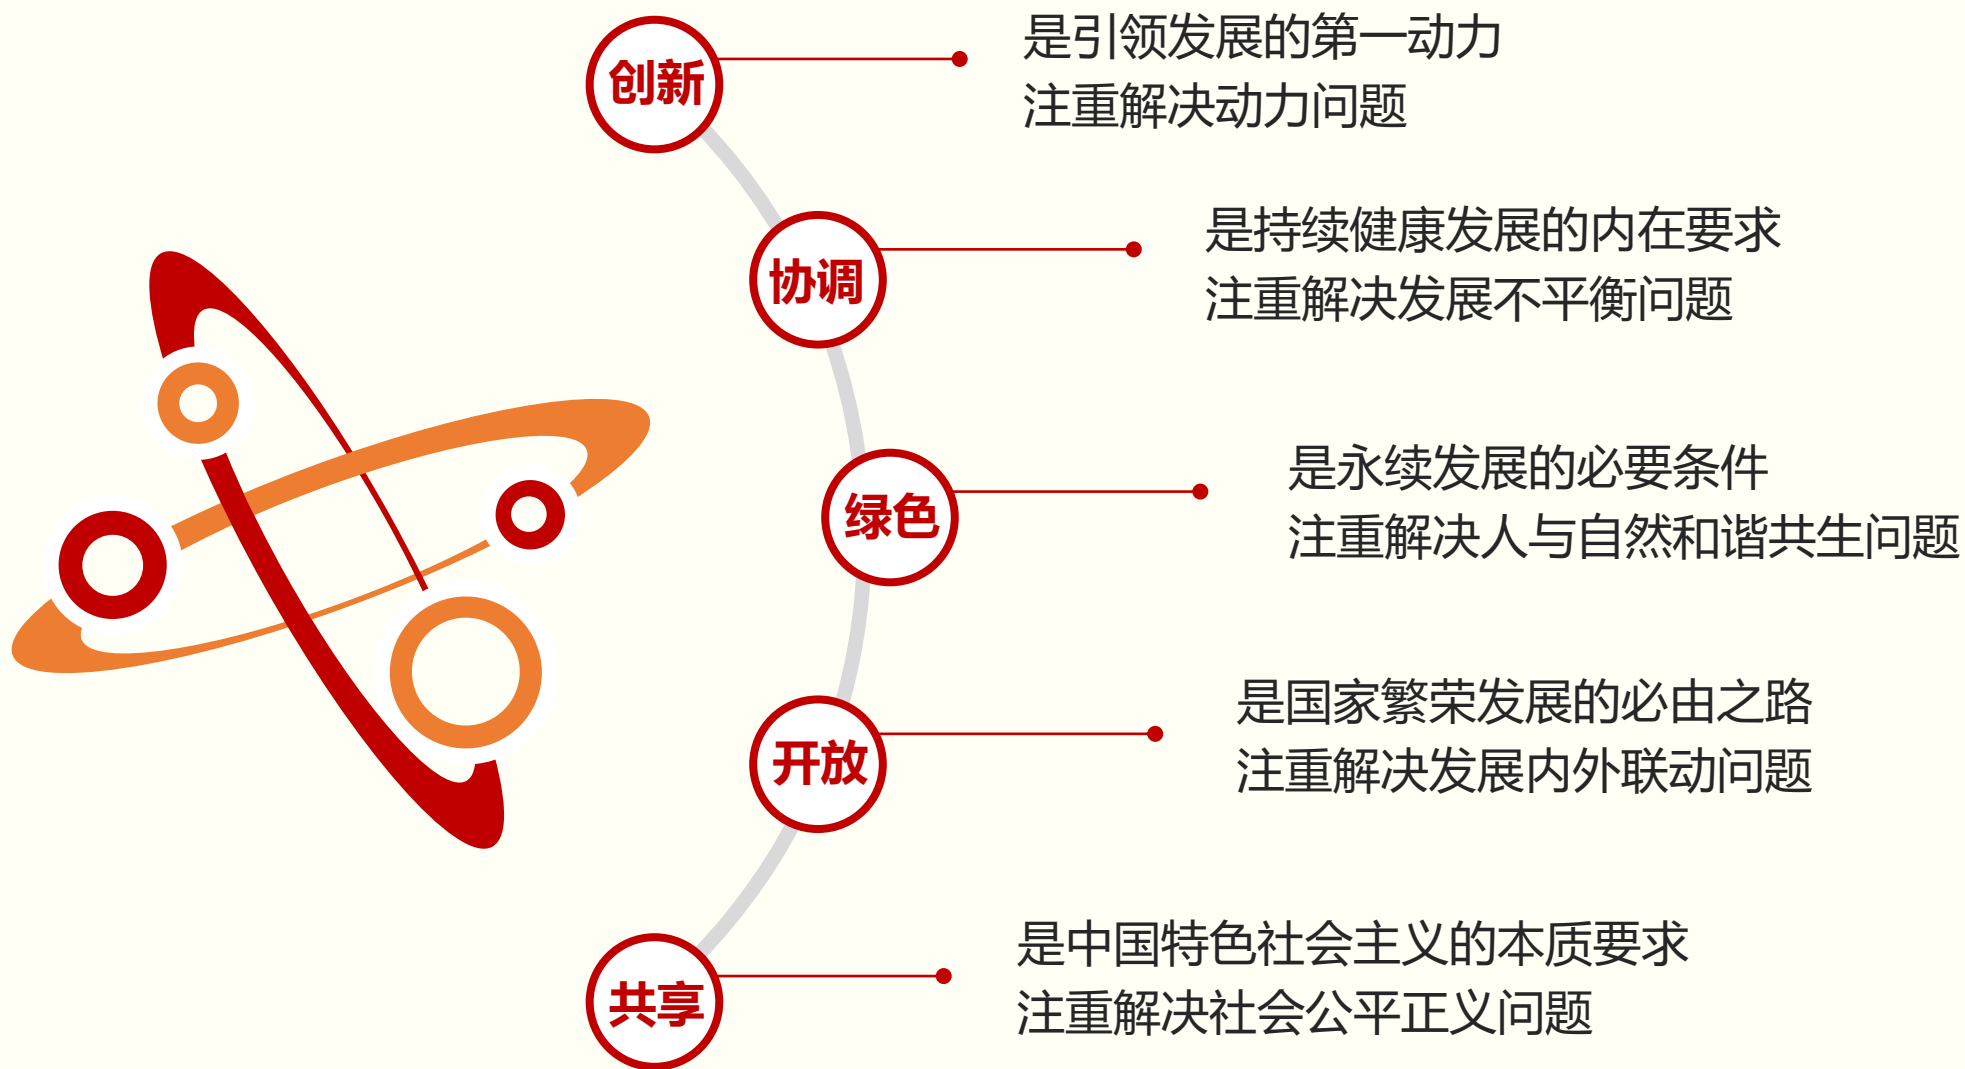 创新
是引领发展的第一动力
注重解决动力问题
协调
是持续健康发展的内在要求
注重解决发展不平衡问题
绿色
是永续发展的必要条件
注重解决人与自然和谐共生问题
开放
是国家繁荣发展的必由之路
注重解决发展内外联动问题
共享
是中国特色社会主义的本质要求
注重解决社会公平正义问题